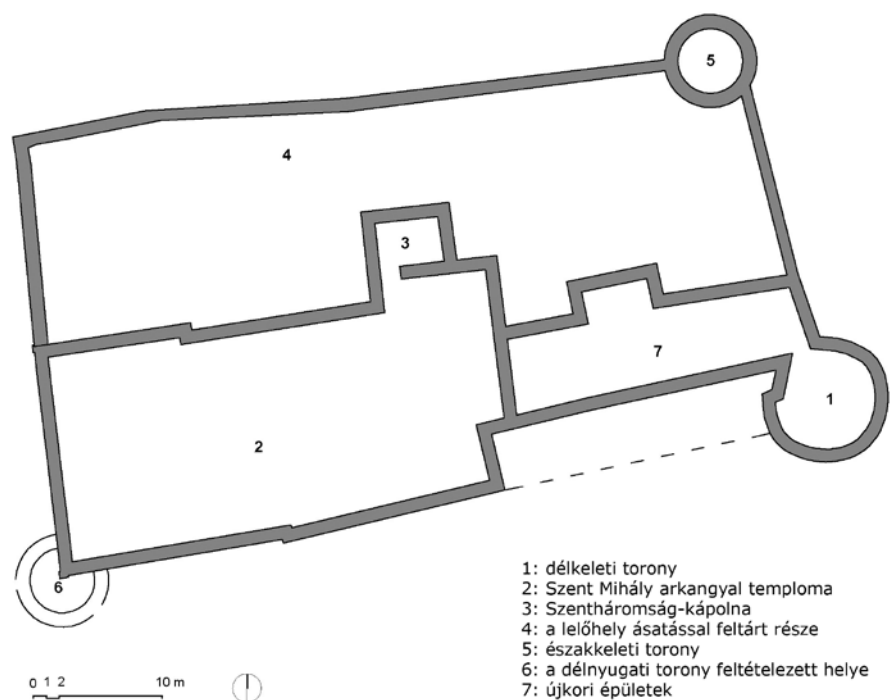 5
4
3
7
1
2
6
1: délkeleti torony
2: Szent Mihály arkangyal temploma
3: Szentháromság-kápolna
4: a lelőhely ásatással feltárt része
5: északkeleti torony
6: a délnyugati torony feltételezett helye
7: újkori épületek
0 1 2 10 m